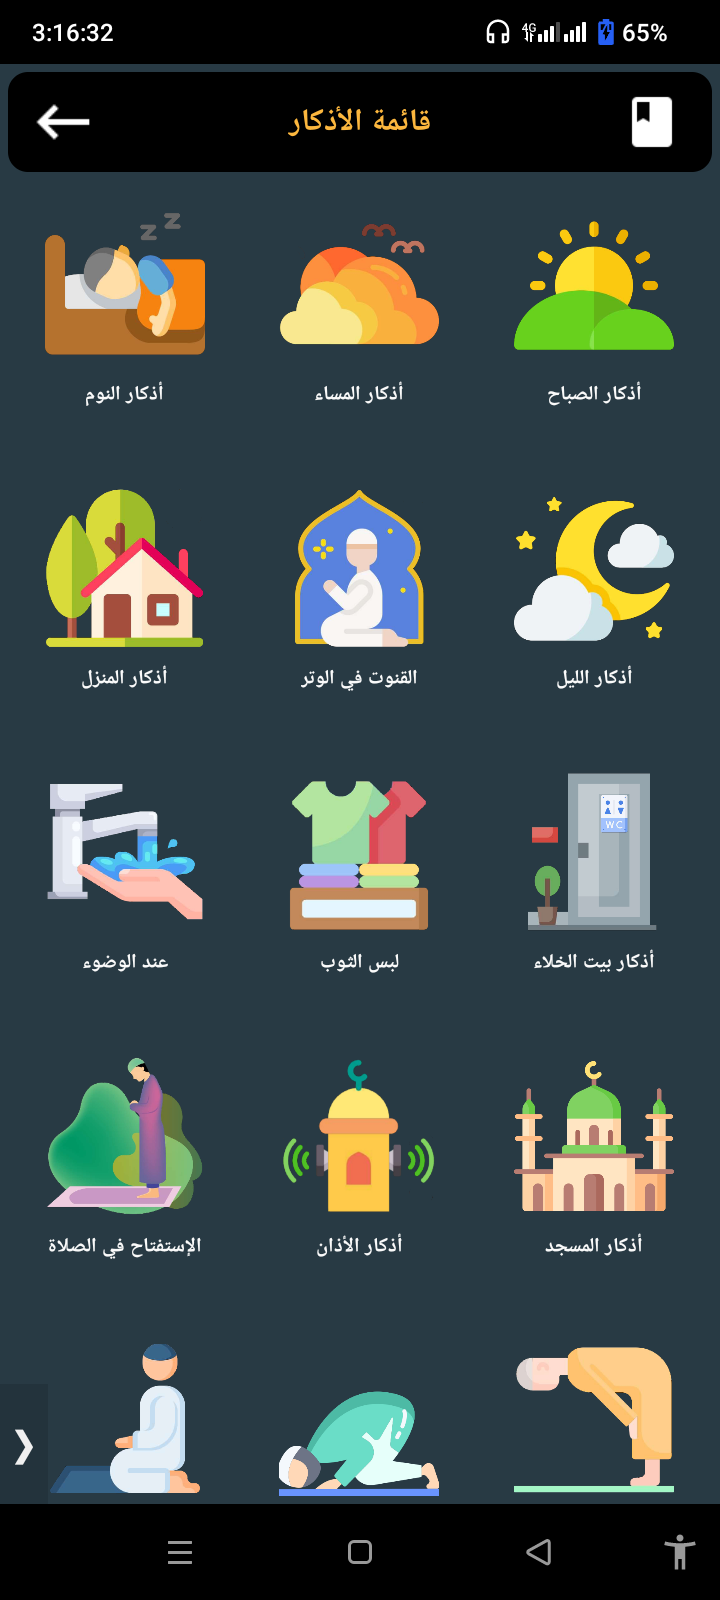 3:16:32
4G
65%
قائمة الأذكار
z z
أذكار الصباح
أذكار المساء
أذكار النوم
أذكار الليل
القنوت في الوتر
أذكار المنزل
WC
أذكار بيت الخلاء
لبس الثوب
عند الوضوء
أذكار المسجد
أذكار الأذان
الإستفتاح في الصلاة